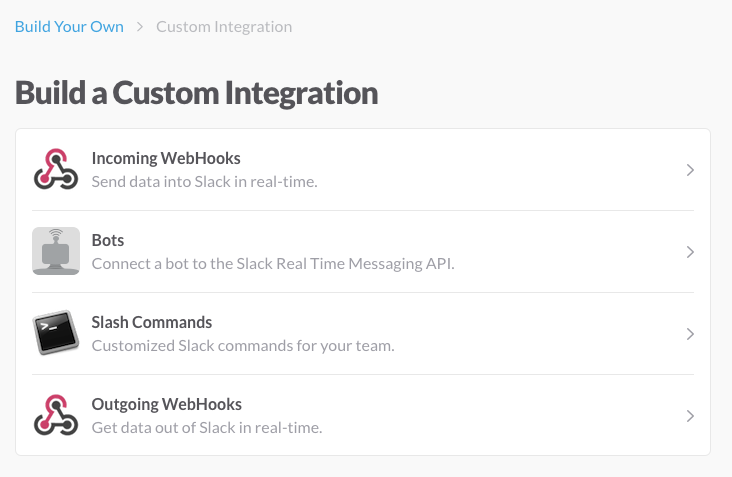 Build Your Own > Custom Integration
Build a Custom Integration
Incoming WebHooks
Send data into Slack in real-time.
Bots
Connect a bot to the Slack Real Time Messaging API.
>_
Slash Commands
Customized Slack commands for your team.
Outgoing WebHooks
Get data out of Slack in real-time.